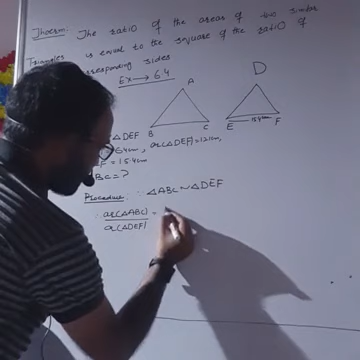 Theorem: The ratio of the areas of two similar
Triangles is equal to the square of the ratio of
corresponding sides
Ex → 6.4
A
D
B
C
E
15.4cm
F
△DEF
64cm, ar(△DEF)=121cm,
F = 15.4cm
BC = ?
Procedure: ∵ △ABC ~ △DEF
∴ ar(△ABC) =
ar(△DEF)